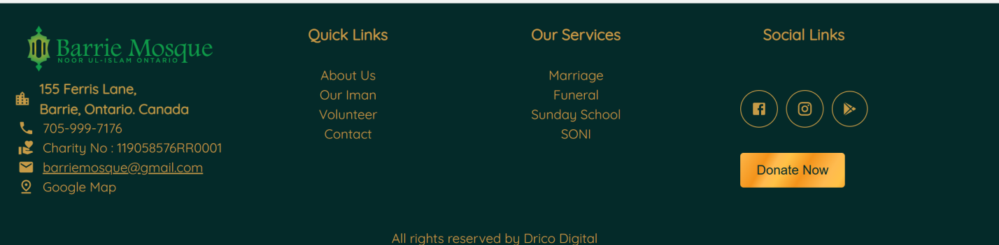 Barrie Mosque
NOOR UL-ISLAM ONTARIO
155 Ferris Lane,
Barrie, Ontario. Canada
705-999-7176
Charity No : 119058576RR0001
barriemosque@gmail.com
Google Map
Quick Links
About Us
Our Iman
Volunteer
Contact
Our Services
Marriage
Funeral
Sunday School
SONI
Social Links
Donate Now
All rights reserved by Drico Digital